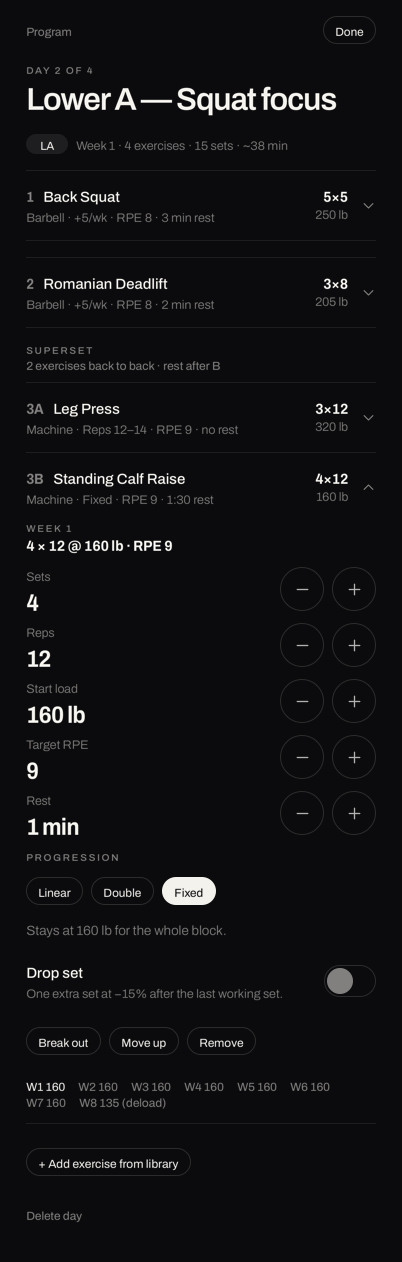 Program
Done
DAY 2 OF 4
Lower A — Squat focus
LA
Week 1 · 4 exercises · 15 sets · ~38 min
1 Back Squat 5×5
Barbell · +5/wk · RPE 8 · 3 min rest 250 lb
2 Romanian Deadlift 3×8
Barbell · +5/wk · RPE 8 · 2 min rest 205 lb
SUPERSET
2 exercises back to back · rest after B
3A Leg Press 3×12
Machine · Reps 12–14 · RPE 9 · no rest 320 lb
3B Standing Calf Raise 4×12
Machine · Fixed · RPE 9 · 1:30 rest 160 lb
WEEK 1
4 × 12 @ 160 lb · RPE 9
Sets
4
Reps
12
Start load
160 lb
Target RPE
9
Rest
1 min
PROGRESSION
Linear Double Fixed
Stays at 160 lb for the whole block.
Drop set
One extra set at −15% after the last working set.
Break out Move up Remove
W1 160 W2 160 W3 160 W4 160 W5 160 W6 160
W7 160 W8 135 (deload)
+ Add exercise from library
Delete day